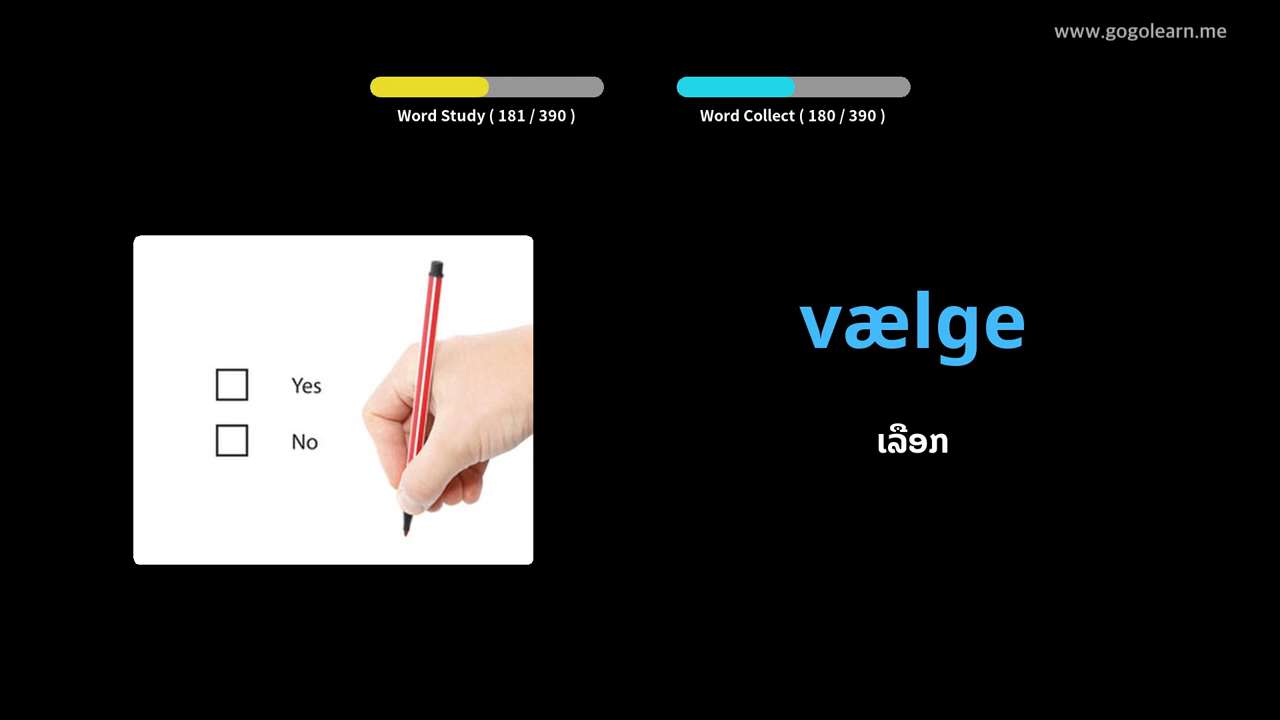 www.gogolearn.me
Word Study ( 181 / 390 )
Word Collect ( 180 / 390 )
Yes
No
vælge
ເລືອກ